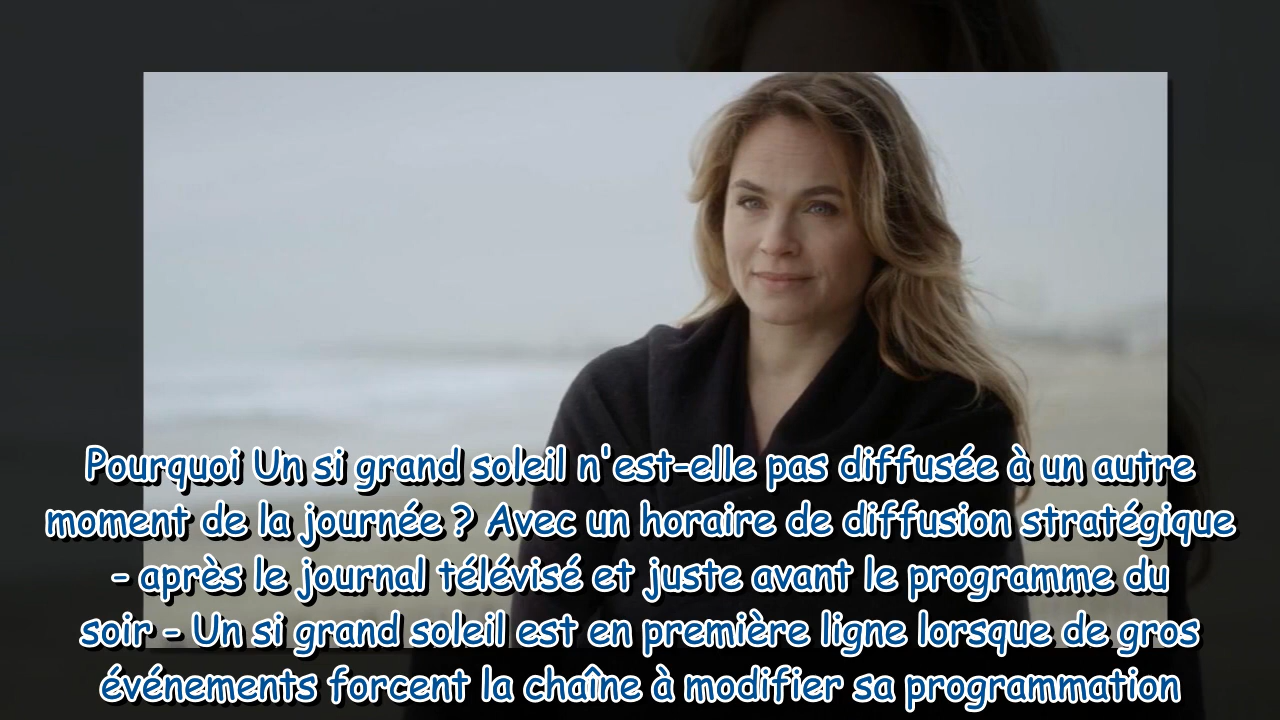 Pourquoi Un si grand soleil n'est-elle pas diffusée à un autre
moment de la journée ? Avec un horaire de diffusion stratégique
- après le journal télévisé et juste avant le programme du
soir - Un si grand soleil est en première ligne lorsque de gros
événements forcent la chaîne à modifier sa programmation